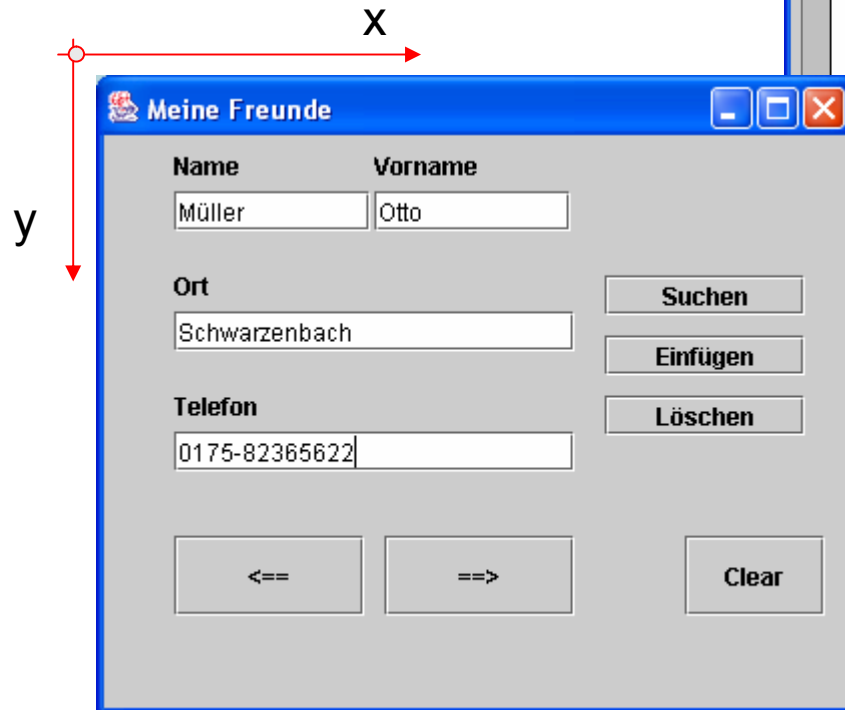 x
y
Meine Freunde
Name Vorname
Müller Otto
Ort
Suchen
Schwarzenbach
Einfügen
Telefon
Löschen
0175-82365622
<== ==> Clear